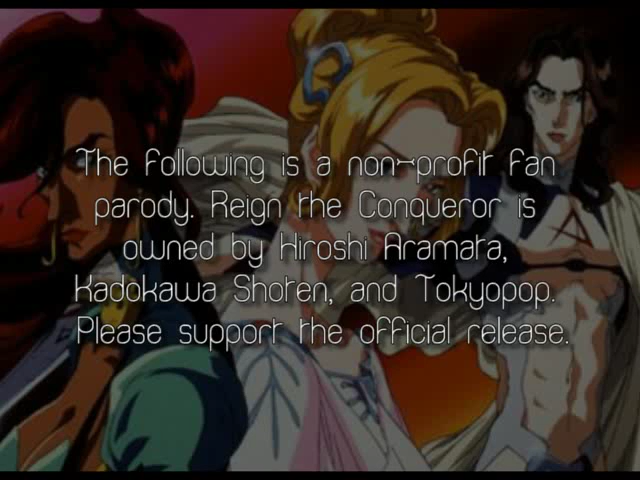 The following is a non-profit fan
parody. Reign the Conqueror is
owned by Hiroshi Aramata,
Kadokawa Shoten, and Tokyopop.
Please support the official release.